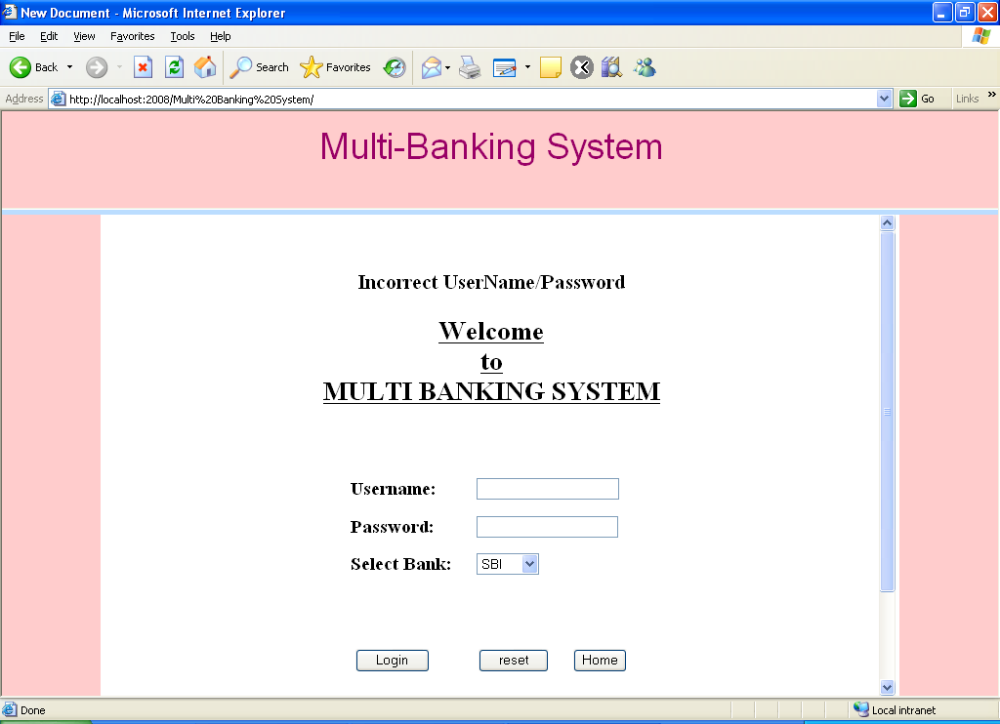 New Document - Microsoft Internet Explorer
File Edit View Favorites Tools Help
Back Search Favorites
Address http://localhost:2008/Multi%20Banking%20System/ Go Links »
Multi-Banking System
Incorrect UserName/Password
Welcome
to
MULTI BANKING SYSTEM
Username:
Password:
Select Bank: SBI
Login reset Home
Done Local intranet